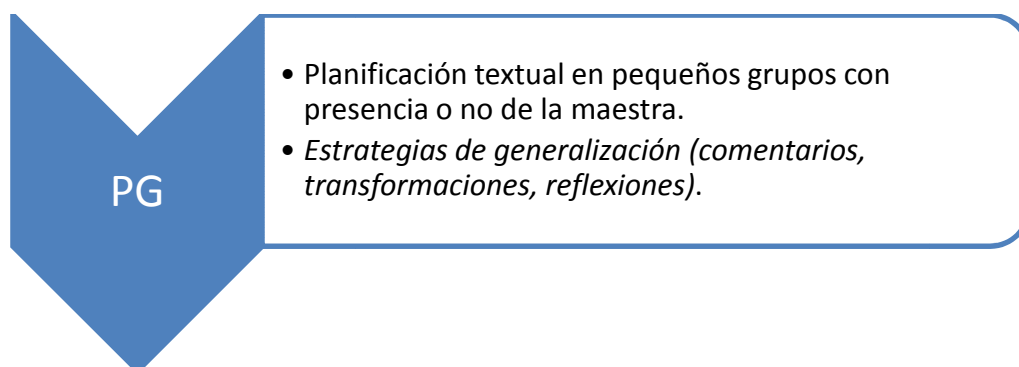 PG
• Planificación textual en pequeños grupos con
presencia o no de la maestra.
• Estrategias de generalización (comentarios,
transformaciones, reflexiones).